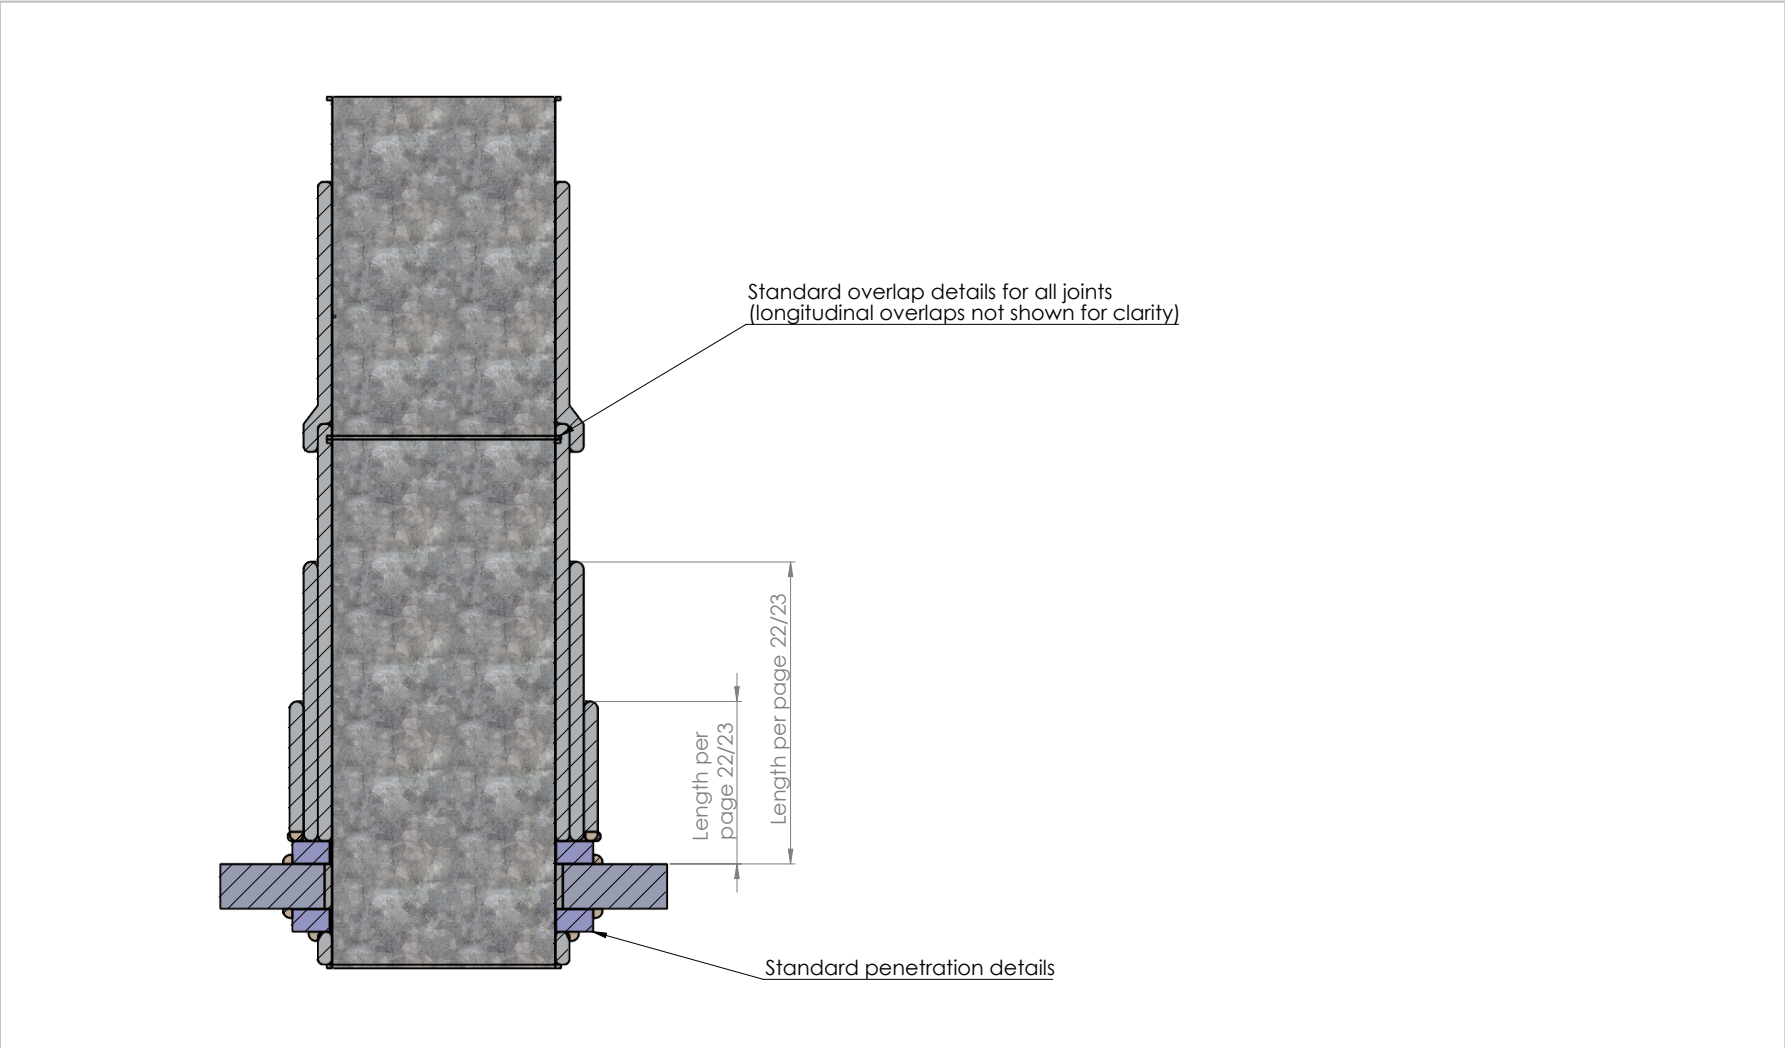 Standard overlap details for all joints
(longitudinal overlaps not shown for clarity)
Length per page 22/23
Length per
page 22/23
Standard penetration details